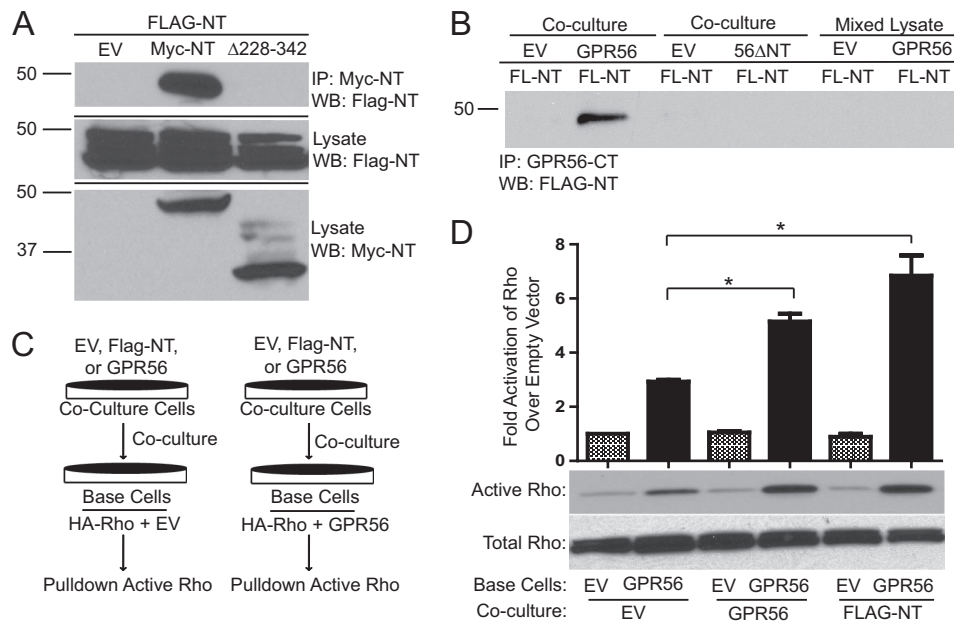 A
FLAG-NT
EV Myc-NT Δ228-342
50
IP: Myc-NT
WB: Flag-NT
50
Lysate
WB: Flag-NT
50
37
Lysate
WB: Myc-NT
B
Co-culture Co-culture Mixed Lysate
EV GPR56 EV 56ΔNT EV GPR56
FL-NT FL-NT FL-NT FL-NT FL-NT FL-NT
50
IP: GPR56-CT
WB: FLAG-NT
C
EV, Flag-NT,
or GPR56
Co-Culture Cells
Co-culture
Base Cells
HA-Rho + EV
Pulldown Active Rho
EV, Flag-NT,
or GPR56
Co-Culture Cells
Co-culture
Base Cells
HA-Rho + GPR56
Pulldown Active Rho
D
Fold Activation of Rho
Over Empty Vector
8
6
4
2
0
*
*
Active Rho:
Total Rho:
Base Cells: EV GPR56 EV GPR56 EV GPR56
Co-culture: EV GPR56 FLAG-NT